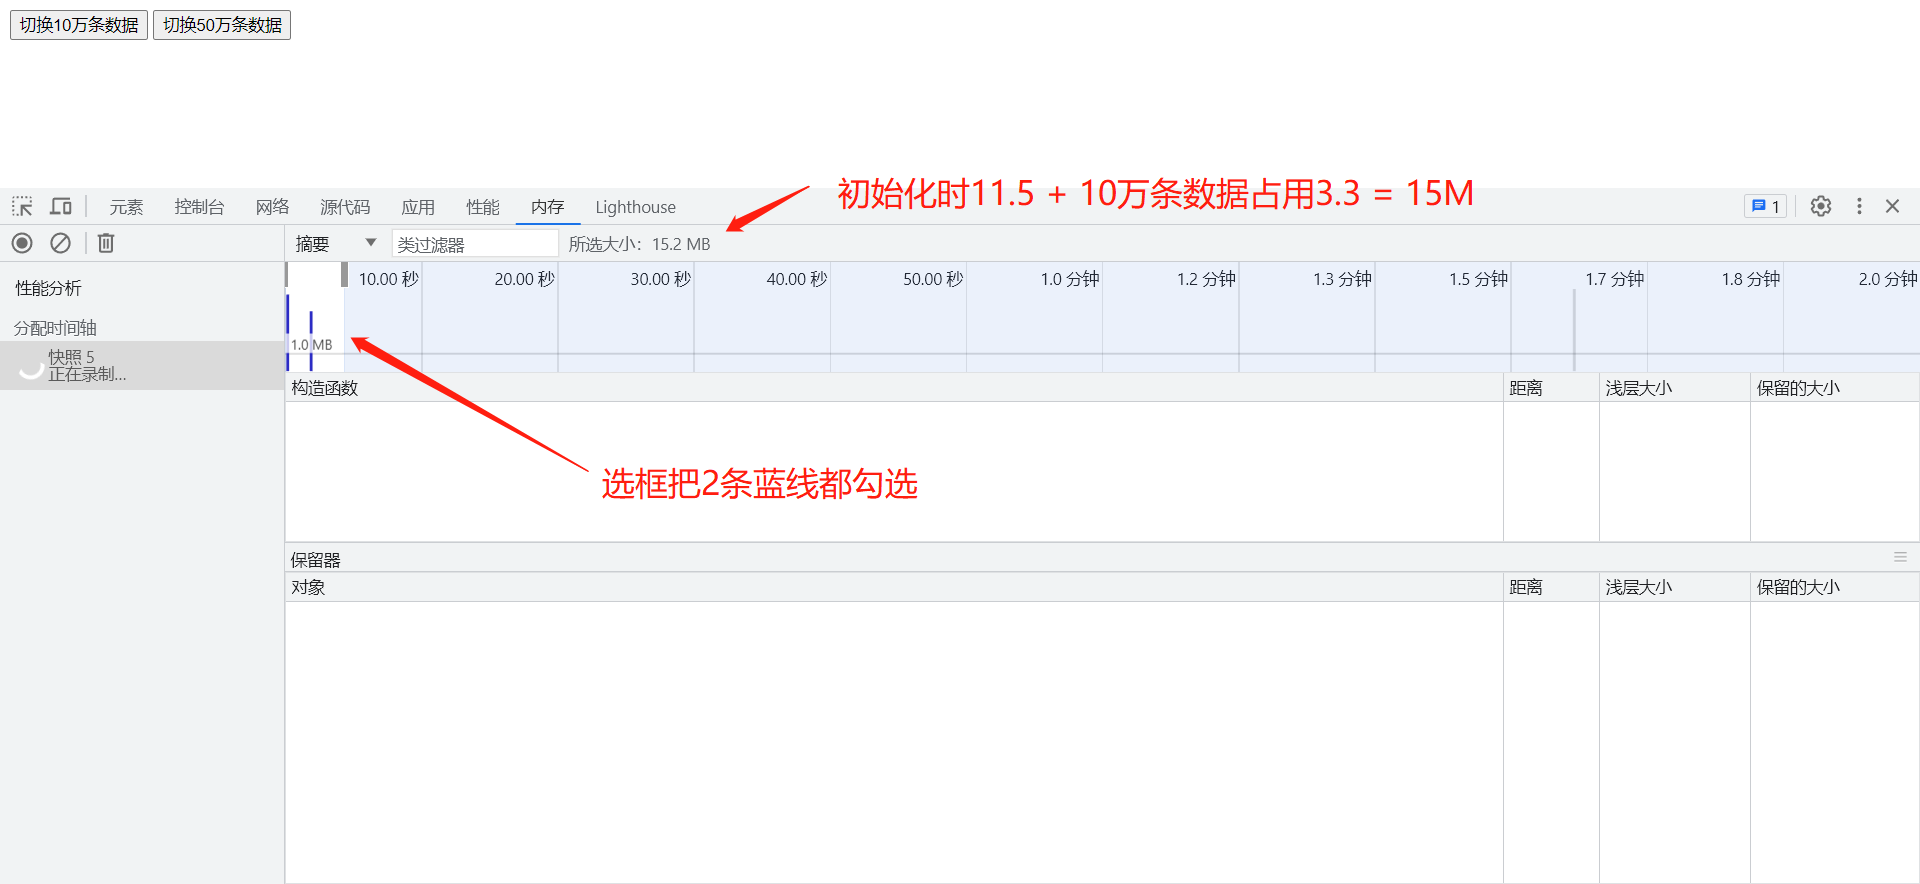 切换10万条数据 切换50万条数据
初始化时11.5 + 10万条数据占用3.3 = 15M
元素 控制台 网络 源代码 应用 性能 内存 Lighthouse 1
摘要 类过滤器 所选大小：15.2 MB
性能分析
分配时间轴
快照 5
正在录制...
10.00 秒 20.00 秒 30.00 秒 40.00 秒 50.00 秒 1.0 分钟 1.2 分钟 1.3 分钟 1.5 分钟 1.7 分钟 1.8 分钟 2.0 分钟
1.0 MB
构造函数 距离 浅层大小 保留的大小
选框把2条蓝线都勾选
保留器
对象 距离 浅层大小 保留的大小